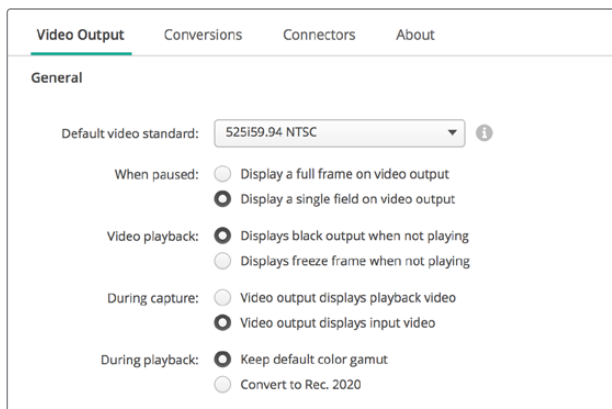 Video Output Conversions Connectors About
General
Default video standard: 525i59.94 NTSC
When paused: Display a full frame on video output
Display a single field on video output
Video playback: Displays black output when not playing
Displays freeze frame when not playing
During capture: Video output displays playback video
Video output displays input video
During playback: Keep default color gamut
Convert to Rec. 2020